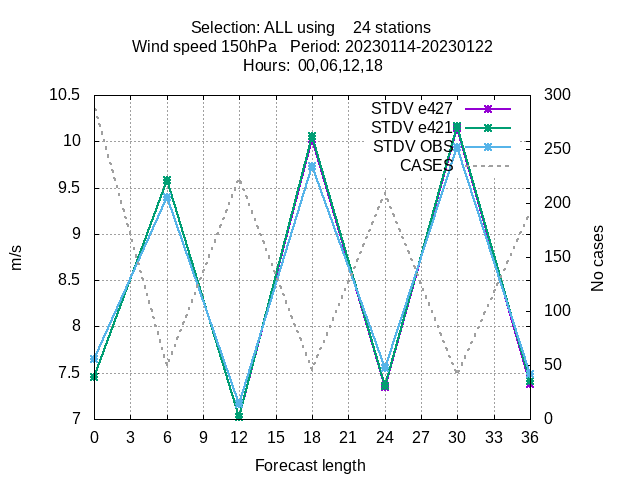 Selection: ALL using    24 stations
Wind speed 150hPa   Period: 20230114-20230122
Hours:  00,06,12,18
STDV e427
STDV e421
STDV OBS
CASES
10.5
10
9.5
9
8.5
8
7.5
7
300
250
200
150
100
50
0
m/s
No cases
0 3 6 9 12 15 18 21 24 27 30 33 36
Forecast length